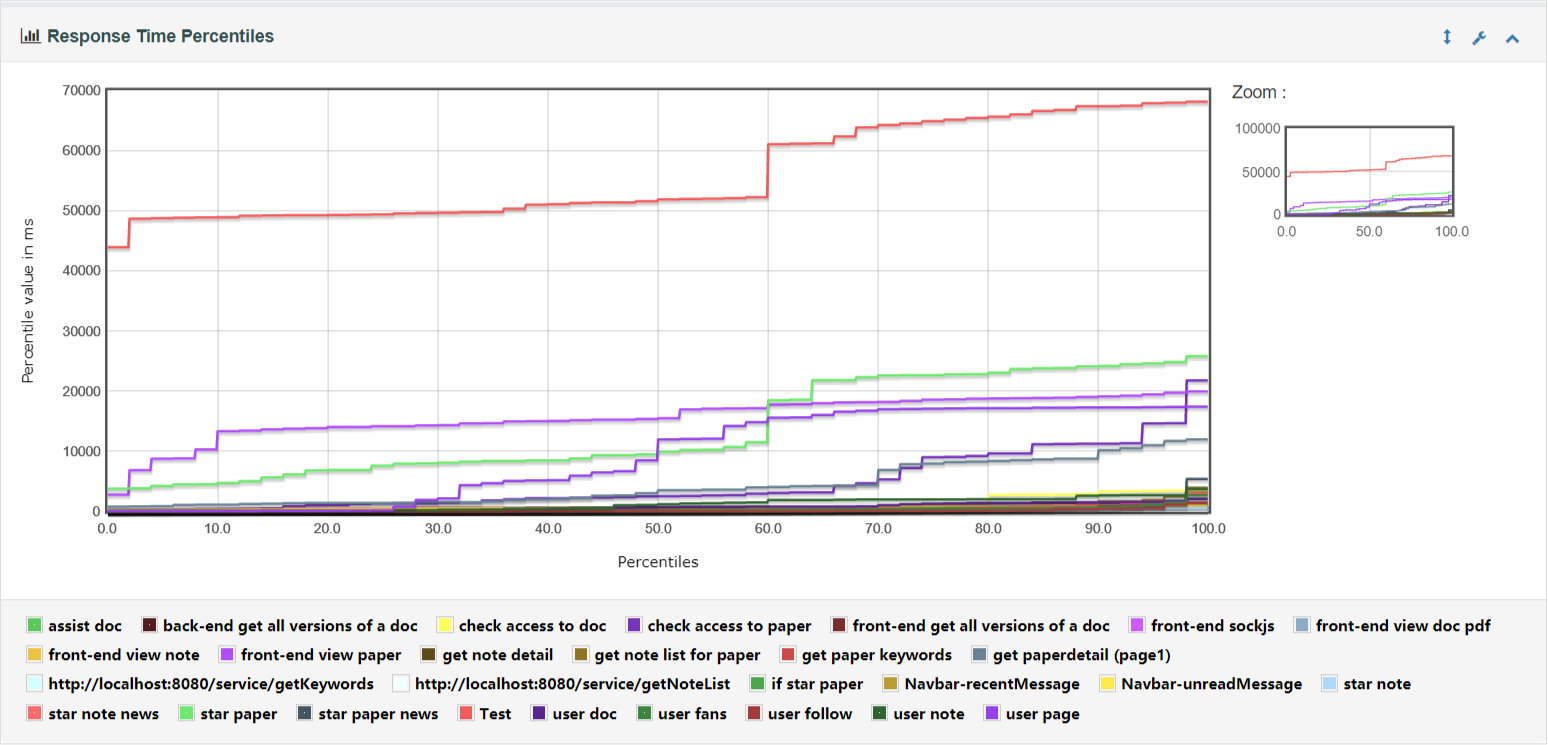 Response Time Percentiles
Zoom :
70000
60000
50000
40000
30000
20000
10000
0
Percentile value in ms
0.0 10.0 20.0 30.0 40.0 50.0 60.0 70.0 80.0 90.0 100.0
Percentiles
100000
50000
0
0.0 50.0 100.0
assist doc back-end get all versions of a doc check access to doc check access to paper front-end get all versions of a doc front-end sockjs front-end view doc pdf
front-end view note front-end view paper get note detail get note list for paper get paper keywords get paperdetail (page1)
http://localhost:8080/service/getKeywords http://localhost:8080/service/getNoteList if star paper Navbar-recentMessage Navbar-unreadMessage star note
star note news star paper star paper news Test user doc user fans user follow user note user page